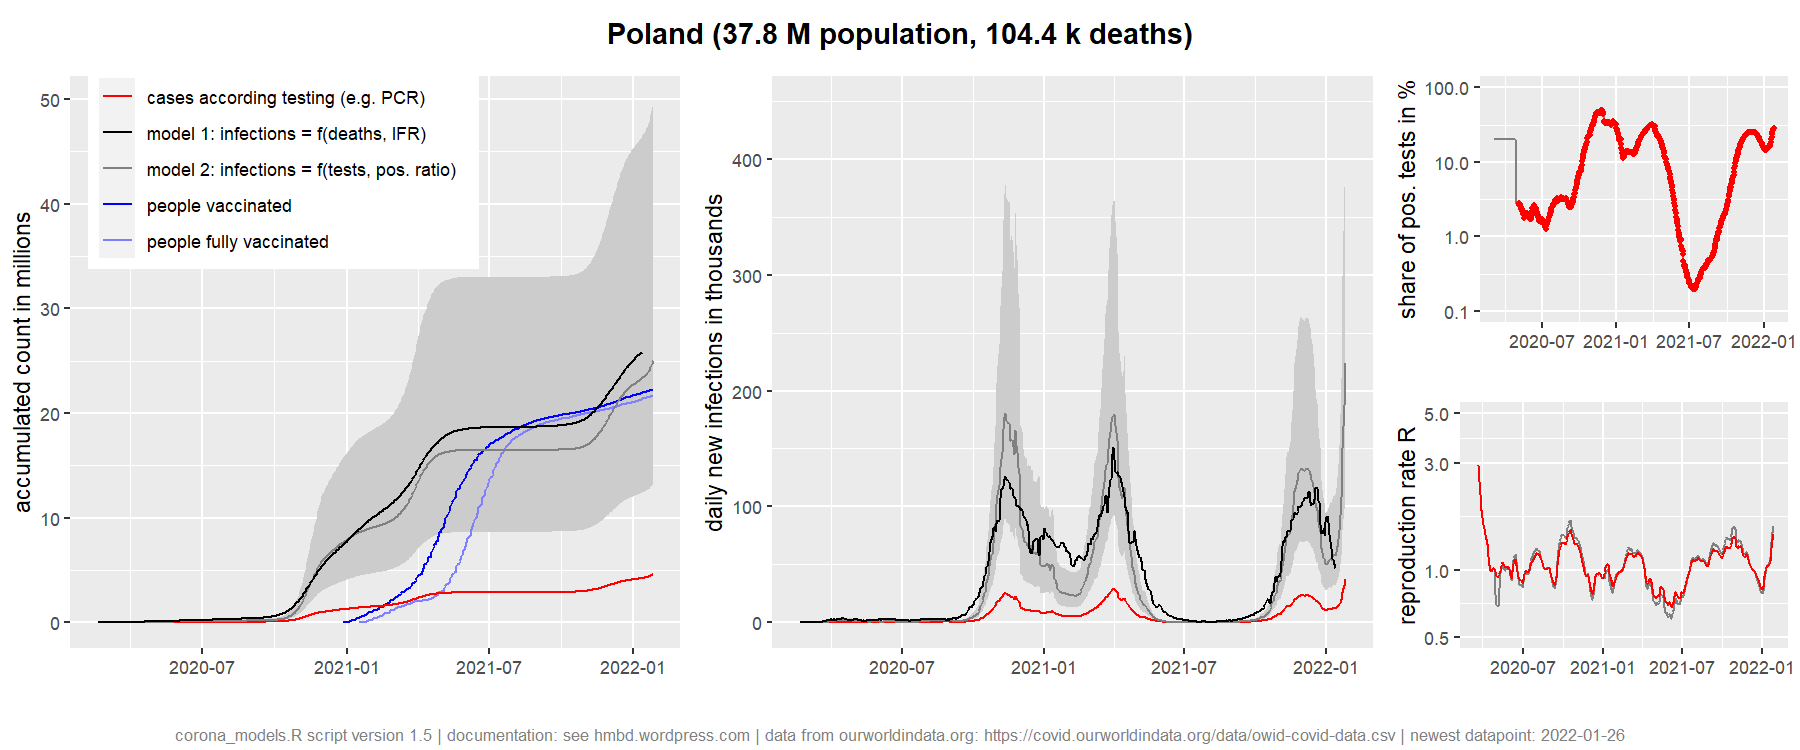 Poland (37.8 M population, 104.4 k deaths)
accumulated count in millions
50
40
30
20
10
0
cases according testing (e.g. PCR)
model 1: infections = f(deaths, IFR)
model 2: infections = f(tests, pos. ratio)
people vaccinated
people fully vaccinated
2020-07 2021-01 2021-07 2022-01
daily new infections in thousands
400
300
200
100
0
2020-07 2021-01 2021-07 2022-01
share of pos. tests in %
100.0
10.0
1.0
0.1
2020-07 2021-01 2021-07 2022-01
reproduction rate R
5.0
3.0
1.0
0.5
2020-07 2021-01 2021-07 2022-01
corona_models.R script version 1.5 | documentation: see hmbd.wordpress.com | data from ourworldindata.org: https://covid.ourworldindata.org/data/owid-covid-data.csv | newest datapoint: 2022-01-26